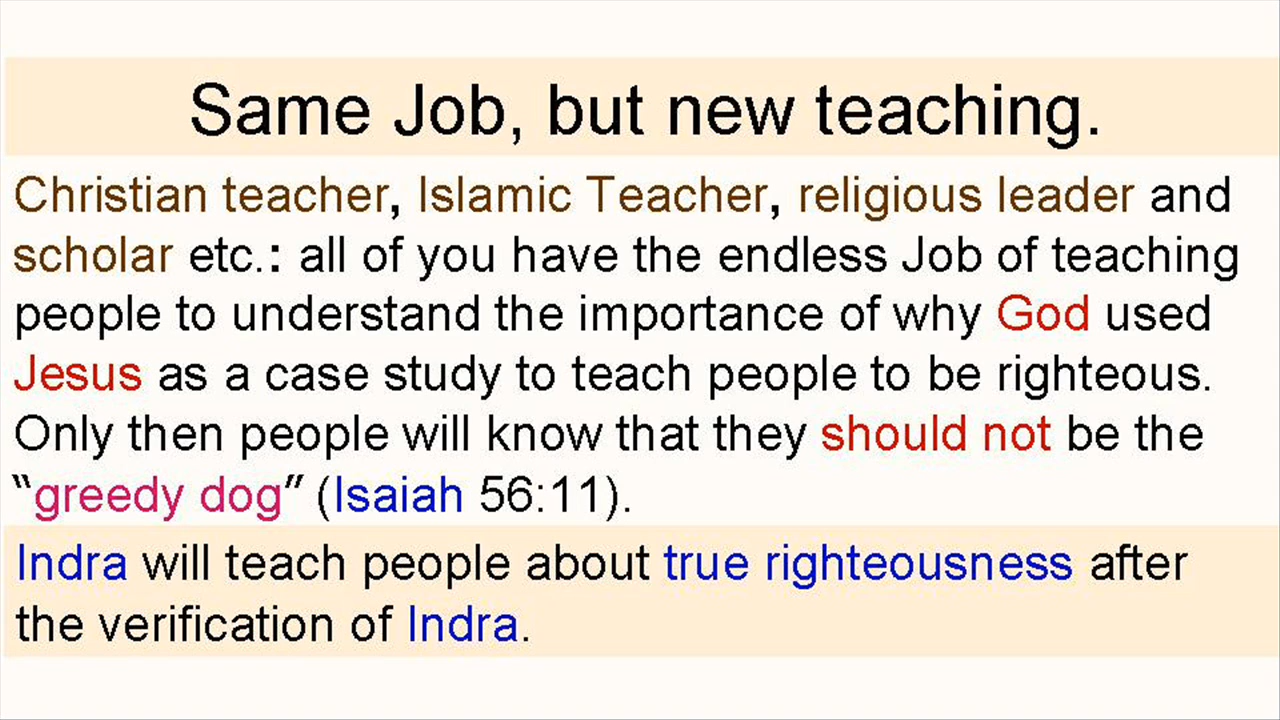 Same Job, but new teaching.
Christian teacher, Islamic Teacher, religious leader and
scholar etc.: all of you have the endless Job of teaching
people to understand the importance of why God used
Jesus as a case study to teach people to be righteous.
Only then people will know that they should not be the
“greedy dog” (Isaiah 56:11).
Indra will teach people about true righteousness after
the verification of Indra.